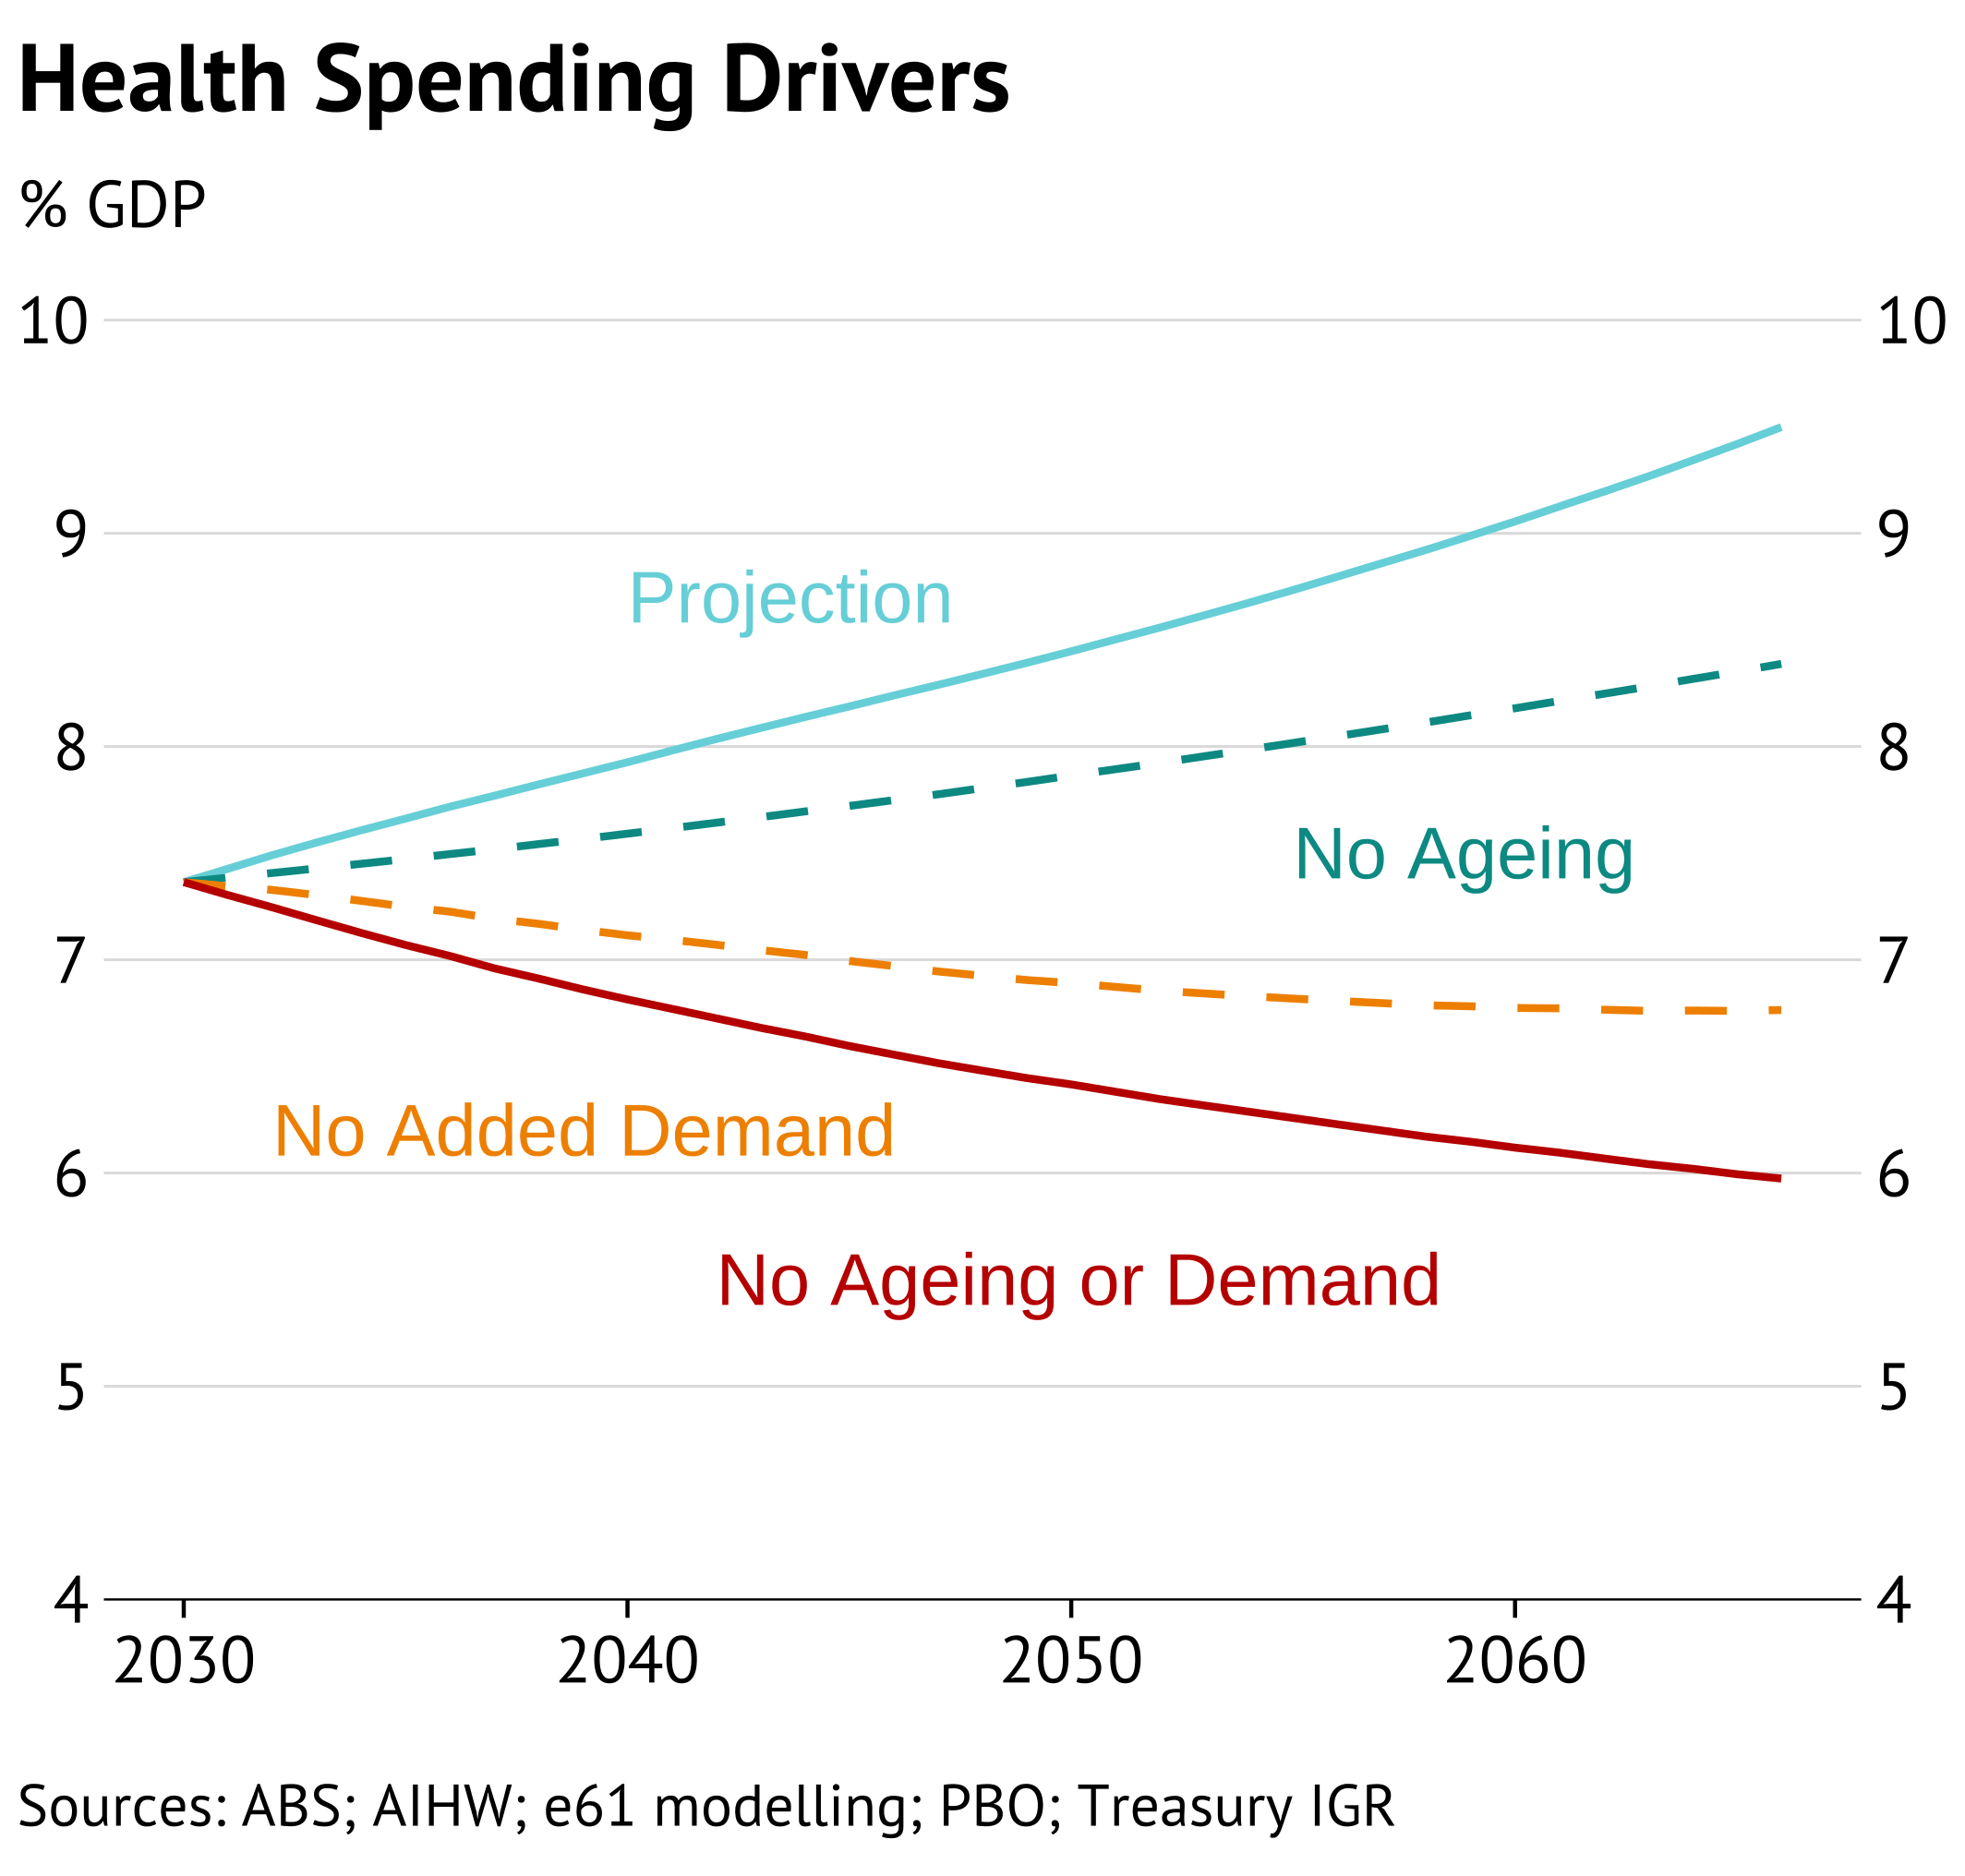 Health Spending Drivers
% GDP
10 10
9 9
Projection
8 8
No Ageing
7 7
No Added Demand
6 6
No Ageing or Demand
5 5
4 4
2030 2040 2050 2060
Sources: ABS; AIHW; e61 modelling; PBO; Treasury IGR